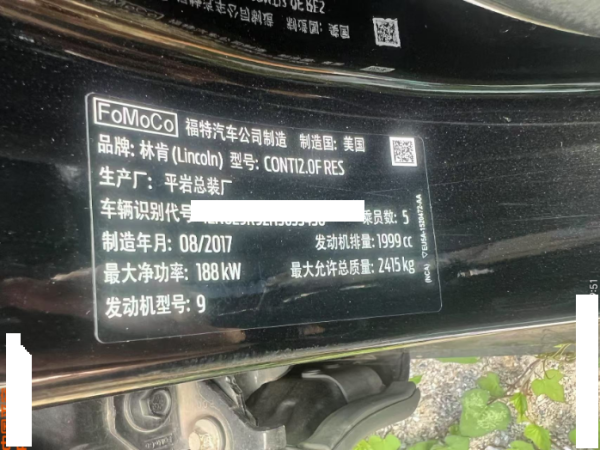 FoMoCo 福特汽车公司制造 制造国: 美国
品牌: 林肯(Lincoln) 型号: CONTI2.0F RES
生产厂: 平岩总装厂
车辆识别代号 乘员数: 5
制造年月: 08/2017 发动机排量: 1999 cc
最大净功率: 188 kW 最大允许总质量: 2415 kg
发动机型号: 9
(NCA)